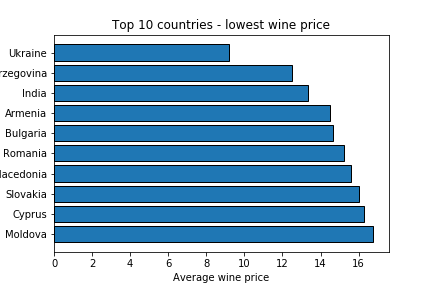 Top 10 countries - lowest wine price
Ukraine
rzegovina
India
Armenia
Bulgaria
Romania
lacedonia
Slovakia
Cyprus
Moldova
0 2 4 6 8 10 12 14 16
Average wine price